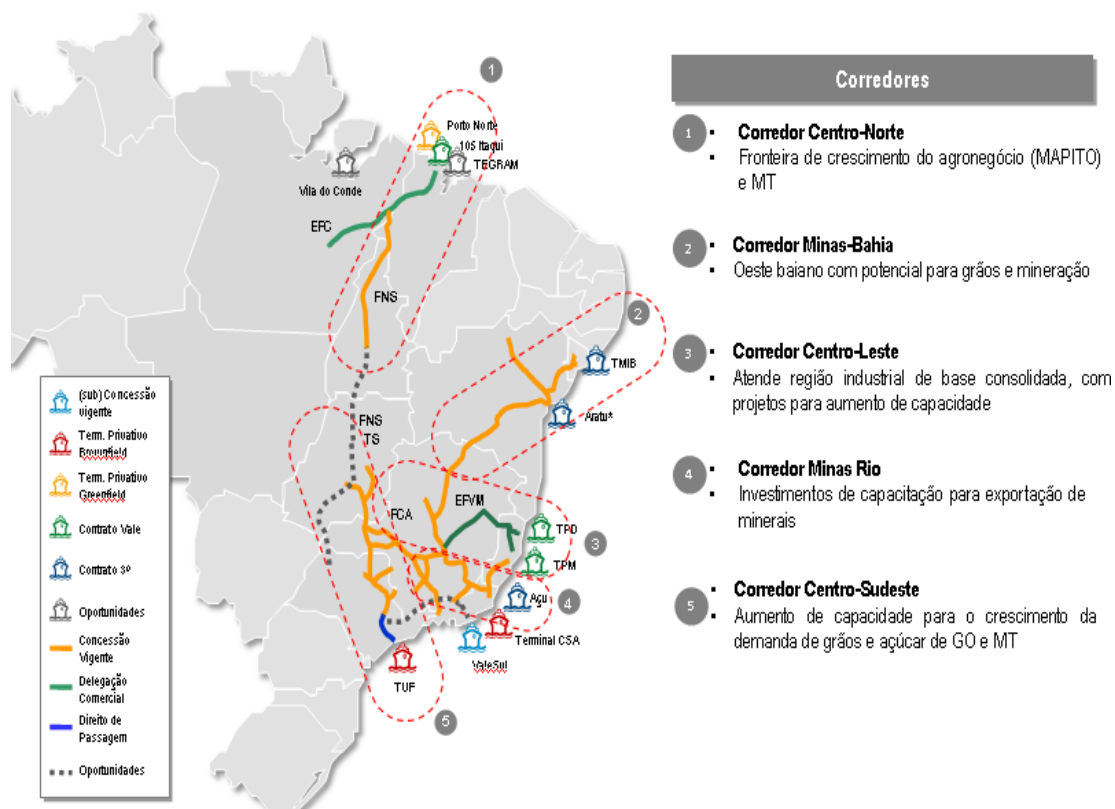 1
Porto Norte
105 Itaqui
TEGRAM
Vila do Conde
EFC
FNS
2
TMIB
Aratu*
FNS
TS
FCA
EFVM
TPD
3
TPM
Açu
4
Terminal CSA
ValeSul
TUF
5
(sub) Concessão
vigente
Term. Privativo
Brownfield
Term. Privativo
Greenfield
Contrato Vale
Contrato 3º
Oportunidades
Concessão
Vigente
Delegação
Comercial
Direito de
Passagem
Oportunidades
Corredores
1 ▪ Corredor Centro-Norte
▪ Fronteira de crescimento do agronegócio (MAPITO)
e MT
2 ▪ Corredor Minas-Bahia
▪ Oeste baiano com potencial para grãos e mineração
3 ▪ Corredor Centro-Leste
▪ Atende região industrial de base consolidada, com
projetos para aumento de capacidade
4 ▪ Corredor Minas Rio
▪ Investimentos de capacitação para exportação de
minerais
5 ▪ Corredor Centro-Sudeste
▪ Aumento de capacidade para o crescimento da
demanda de grãos e açúcar de GO e MT